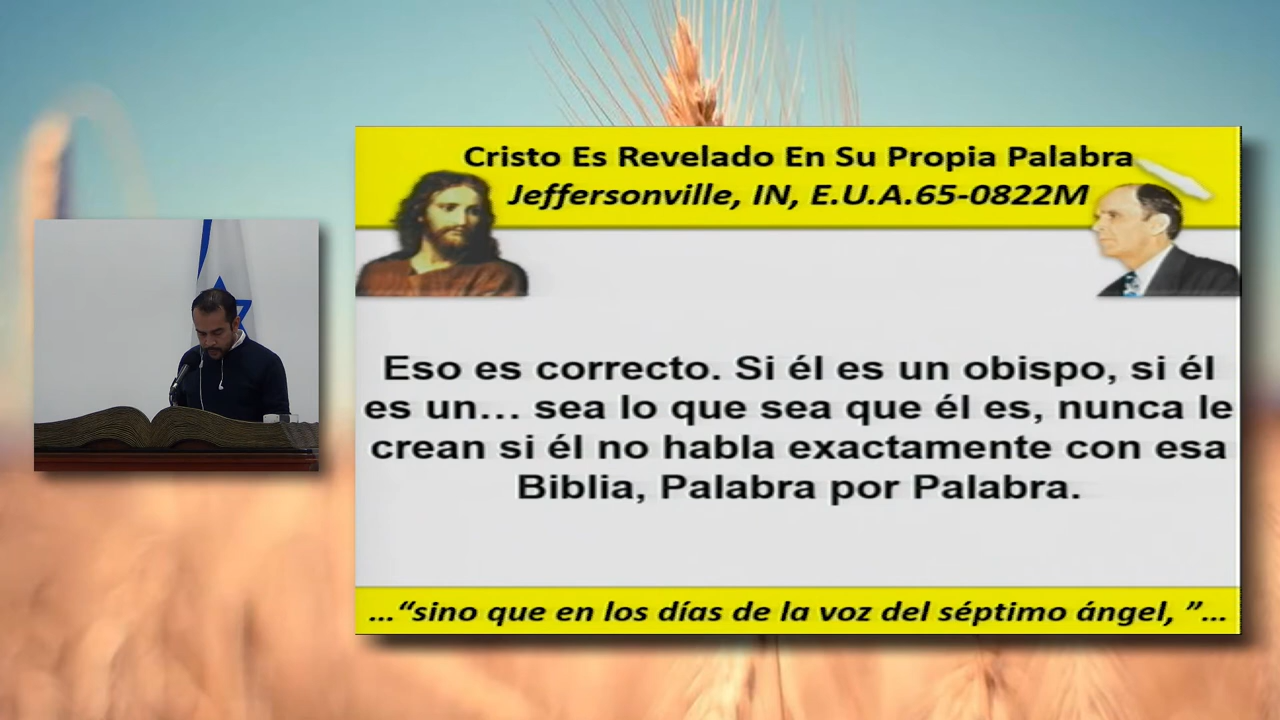 Cristo Es Revelado En Su Propia Palabra
Jeffersonville, IN, E.U.A.65-0822M
Eso es correcto. Si él es un obispo, si él
es un… sea lo que sea que él es, nunca le
crean si él no habla exactamente con esa
Biblia, Palabra por Palabra.
...“sino que en los días de la voz del séptimo ángel, ”...